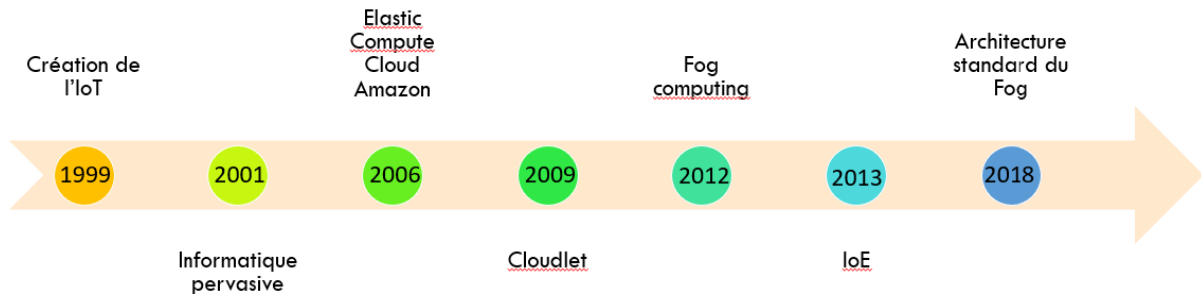 Création de
l'IoT
Elastic
Compute
Cloud
Amazon
Fog
computing
Architecture
standard du
Fog
1999
2001
2006
2009
2012
2013
2018
Informatique
pervasive
Cloudlet
IoE